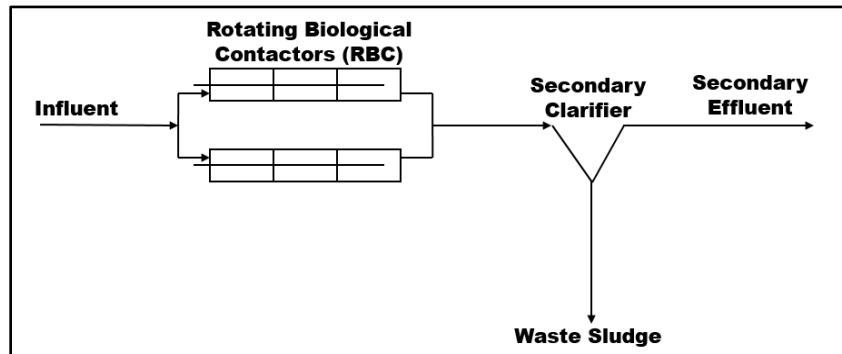 Rotating Biological
Contactors (RBC)
Influent
Secondary
Clarifier
Secondary
Effluent
Waste Sludge